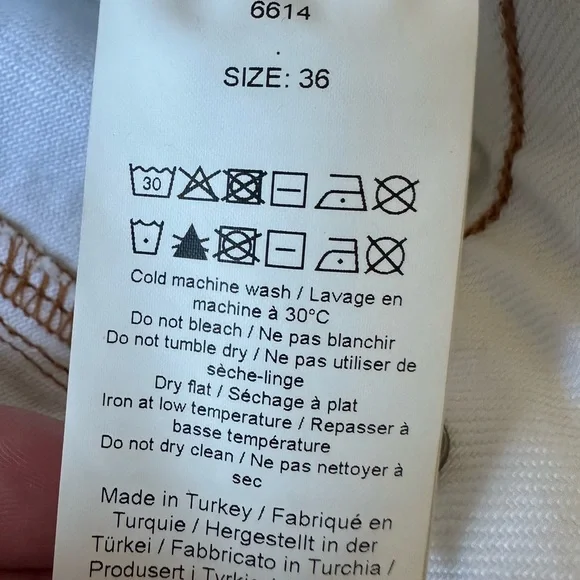 6614
SIZE: 36
30
Cold machine wash / Lavage en
machine à 30°C
Do not bleach / Ne pas blanchir
Do not tumble dry / Ne pas utiliser de
sèche-linge
Dry flat / Séchage à plat
Iron at low temperature / Repasser à
basse température
Do not dry clean / Ne pas nettoyer à
sec
Made in Turkey / Fabriqué en
Turquie / Hergestellt in der
Türkei / Fabbricato in Turchia /
Produsert i Tyrkia